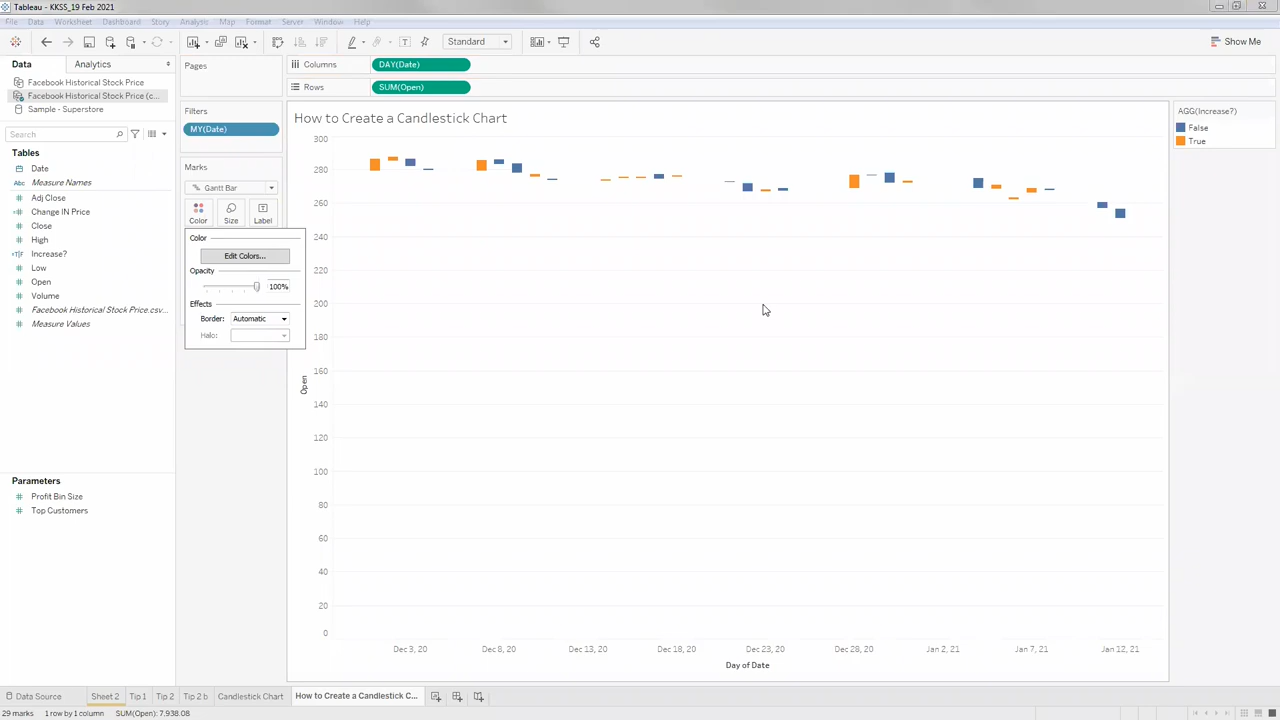 Tableau - KKSS_19 Feb 2021
File Data Worksheet Dashboard Story Analysis Map Format Server Window Help
Standard
Show Me
Data Analytics
Facebook Historical Stock Price
Facebook Historical Stock Price (c...
Sample - Superstore
Search
Tables
Date
Abc Measure Names
Adj Close
Change IN Price
Close
High
Increase?
Low
Open
Volume
Facebook Historical Stock Price.csv...
Measure Values
Parameters
Profit Bin Size
Top Customers
Pages
Filters
MY(Date)
Marks
Gantt Bar
Color Size Label
Color
Edit Colors...
Opacity
100%
Effects
Border: Automatic
Halo:
Columns DAY(Date)
Rows SUM(Open)
How to Create a Candlestick Chart
300
280
260
240
220
200
180
160
140
120
100
80
60
40
20
0
Open
Dec 3, 20 Dec 8, 20 Dec 13, 20 Dec 18, 20 Dec 23, 20 Dec 28, 20 Jan 2, 21 Jan 7, 21 Jan 12, 21
Day of Date
AGG(Increase?)
False
True
Data Source Sheet 2 Tip 1 Tip 2 Tip 2 b Candlestick Chart How to Create a Candlestick C...
29 marks 1 row by 1 column SUM(Open): 7,938.08